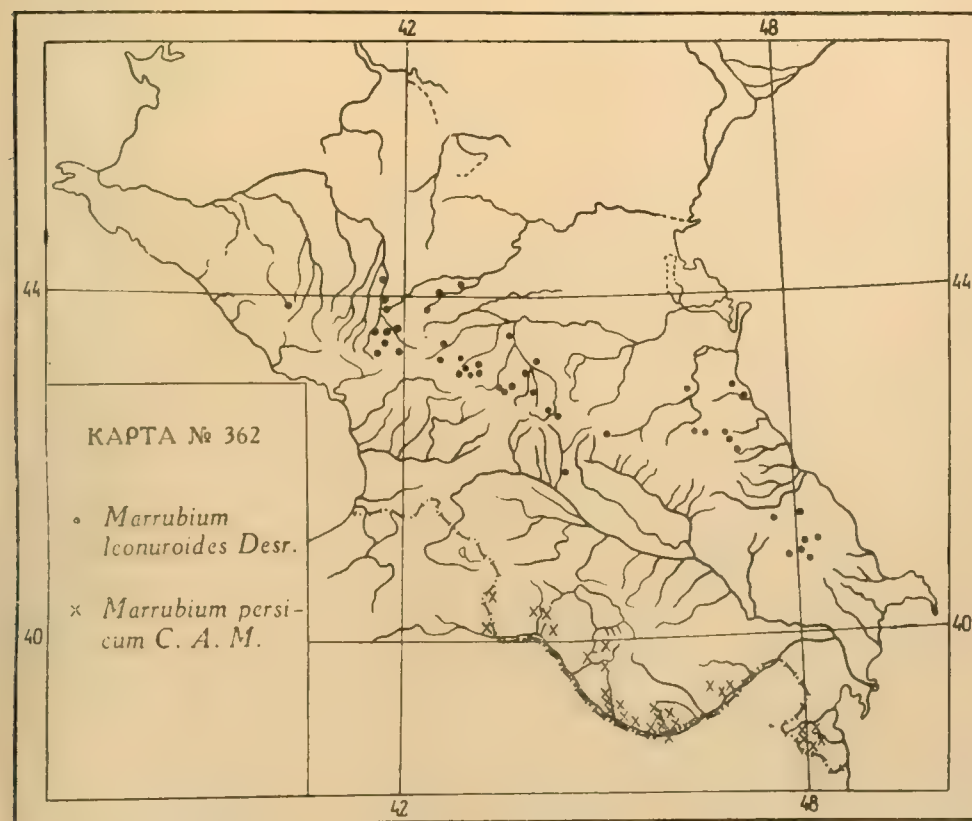 42 48
44 44
КАРТА № 362
• Marrubium
leonuroides Desr.
× Marrubium persi-
cum C. A. M.
40 40
42 48